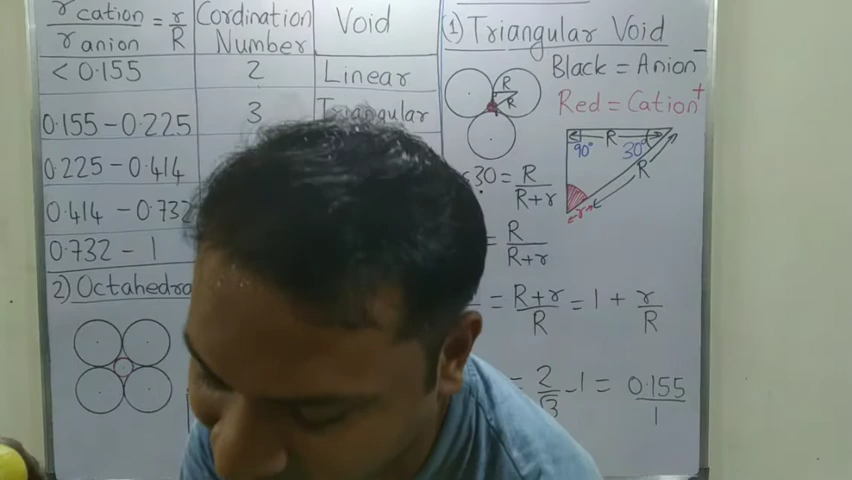 r cation / r anion = r / R
Cordination Number
Void
< 0.155 2 Linear
0.155 – 0.225 3 Triangular
0.225 – 0.414
0.414 – 0.732
0.732 – 1
2) Octahedra
(1) Triangular Void
Black = Anion⁻
Red = Cation⁺
R
R
R
90°
30°
R
r
30 = R / R+r
= R / R+r
= R+r / R = 1 + r / R
= 2 / √3 – 1 = 0.155 / 1